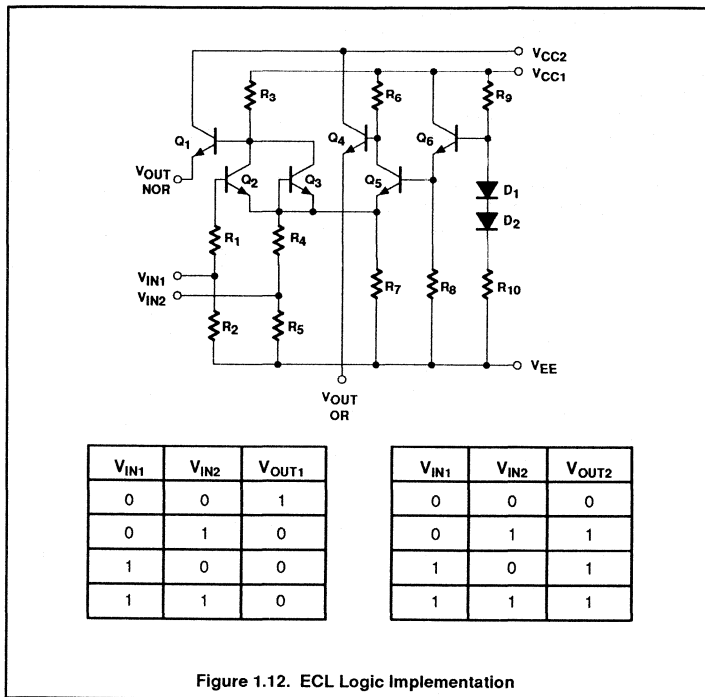 VCC2
VCC1
R3
R6
R9
Q1
Q4
Q6
VOUT
NOR
Q2
Q3
Q5
D1
D2
R1
R4
VIN1
VIN2
R7
R8
R10
R2
R5
VEE
VOUT
OR
VIN1 VIN2 VOUT1
0 0 1
0 1 0
1 0 0
1 1 0
VIN1 VIN2 VOUT2
0 0 0
0 1 1
1 0 1
1 1 1
Figure 1.12. ECL Logic Implementation